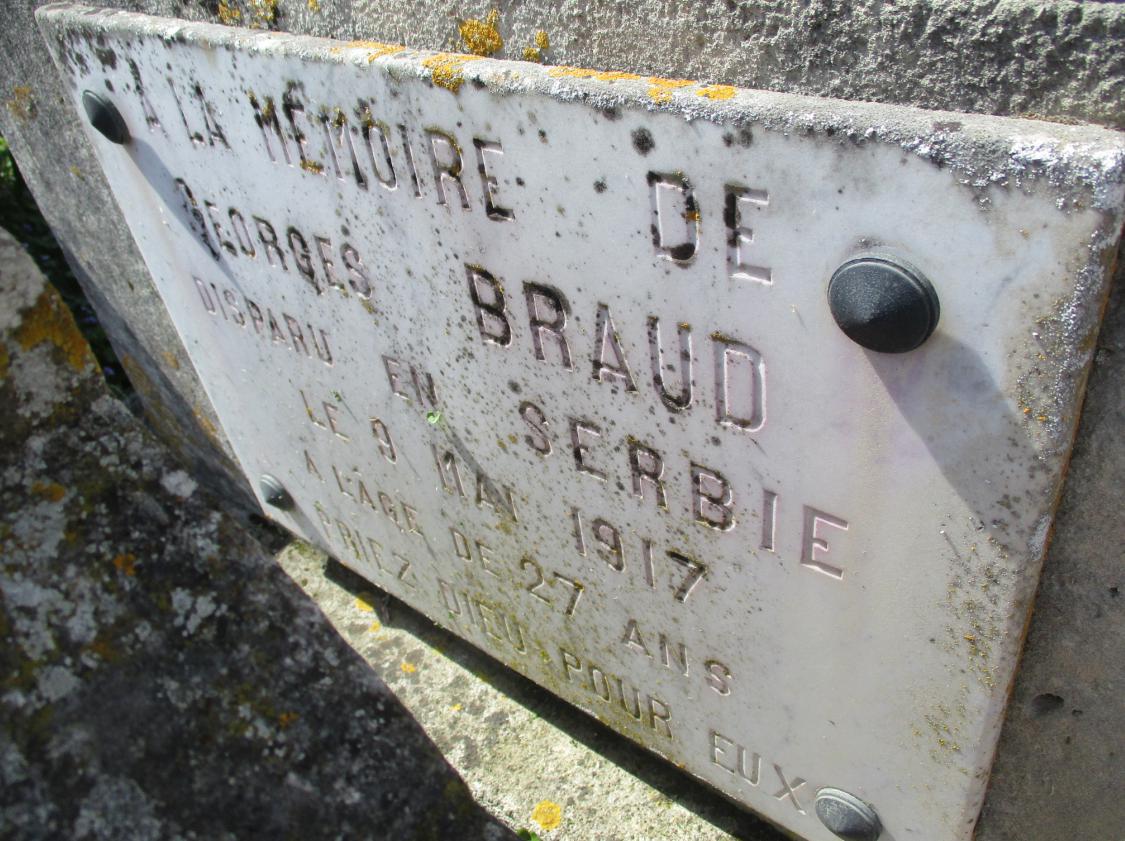 A LA MÉMOIRE DE
GEORGES BRAUD
DISPARU EN SERBIE
LE 9 MAI 1917
A L'ÂGE DE 27 ANS
PRIEZ DIEU POUR EUX